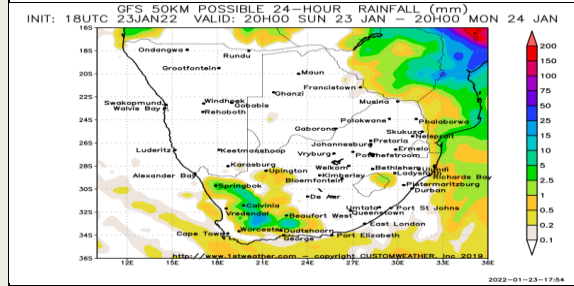 GFS 50KM POSSIBLE 24-HOUR RAINFALL (mm)
INIT: 18UTC 23JAN22 VALID: 20H00 SUN 23 JAN - 20H00 MON 24 JAN
16S
18S
20S
22S
24S
26S
28S
30S
32S
34S
36S
Ondangwa
Rundu
Grootfontein
Maun
Francistown
Ghanzi
Musina
Swakopmund
Walvis Bay
Windhoek
Gobabis
Rehoboth
Polokwane
Phalaborwa
Gaborone
Skukuza
Nelspruit
Pretoria
Johannesburg
Ermelo
Luderitz
Keetmanshoop
Vryburg
Potchefstroom
Karasburg
Welkom
Bethlehem
Ladysmith
Alexander Bay
Upington
Kimberley
Bloemfontein
Richards Bay
Springbok
Pietermaritzburg
Durban
De Aar
Calvinia
Vredendal
Umtata
Port St Johns
Queenstown
Beaufort West
East London
Cape Town
Worcester
Oudtshoorn
George
Port Elizabeth
http://www.1stweather.com - copyright CUSTOMWEATHER, Inc 2019
12E 15E 18E 21E 24E 27E 30E 33E 36E
200
150
100
75
50
25
15
10
5
1
0.5
0.2
0.1
2022-01-23-17:54